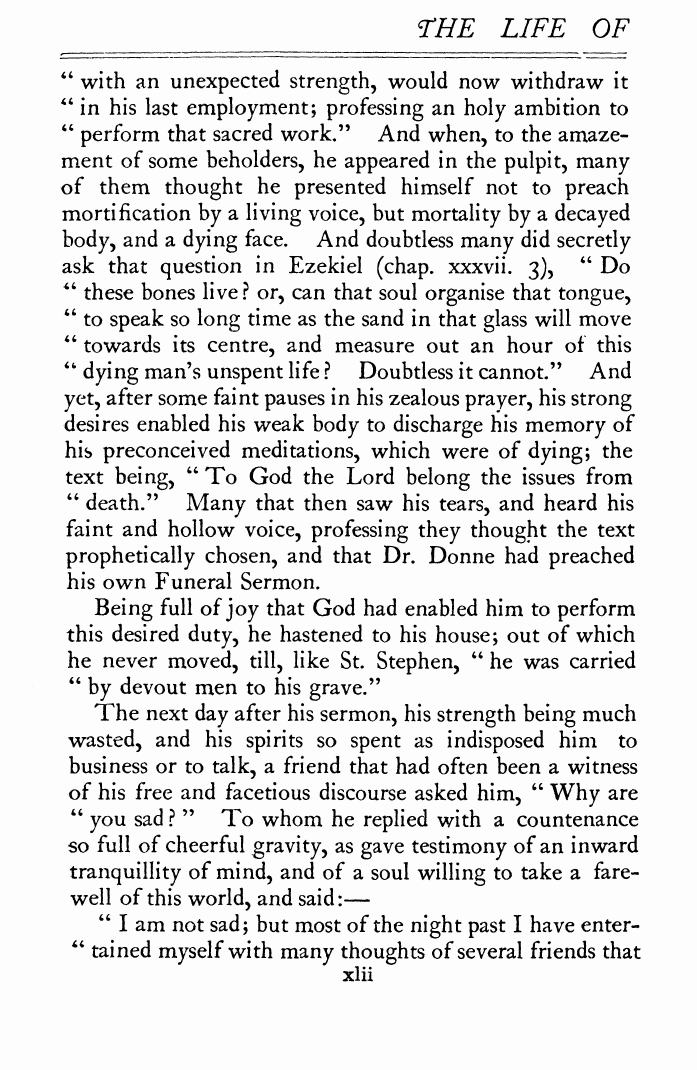 THE LIFE OF
“ with an unexpected strength, would now withdraw it
“ in his last employment; professing an holy ambition to
“ perform that sacred work.” And when, to the amaze-
ment of some beholders, he appeared in the pulpit, many
of them thought he presented himself not to preach
mortification by a living voice, but mortality by a decayed
body, and a dying face. And doubtless many did secretly
ask that question in Ezekiel (chap. xxxvii. 3), “ Do
“ these bones live? or, can that soul organise that tongue,
“ to speak so long time as the sand in that glass will move
“ towards its centre, and measure out an hour of this
“ dying man’s unspent life? Doubtless it cannot.” And
yet, after some faint pauses in his zealous prayer, his strong
desires enabled his weak body to discharge his memory of
his preconceived meditations, which were of dying; the
text being, “ To God the Lord belong the issues from
“ death.” Many that then saw his tears, and heard his
faint and hollow voice, professing they thought the text
prophetically chosen, and that Dr. Donne had preached
his own Funeral Sermon.
Being full of joy that God had enabled him to perform
this desired duty, he hastened to his house; out of which
he never moved, till, like St. Stephen, “ he was carried
“ by devout men to his grave.”
The next day after his sermon, his strength being much
wasted, and his spirits so spent as indisposed him to
business or to talk, a friend that had often been a witness
of his free and facetious discourse asked him, “ Why are
“ you sad? ” To whom he replied with a countenance
so full of cheerful gravity, as gave testimony of an inward
tranquillity of mind, and of a soul willing to take a fare-
well of this world, and said:—
“ I am not sad; but most of the night past I have enter-
“ tained myself with many thoughts of several friends that
xlii